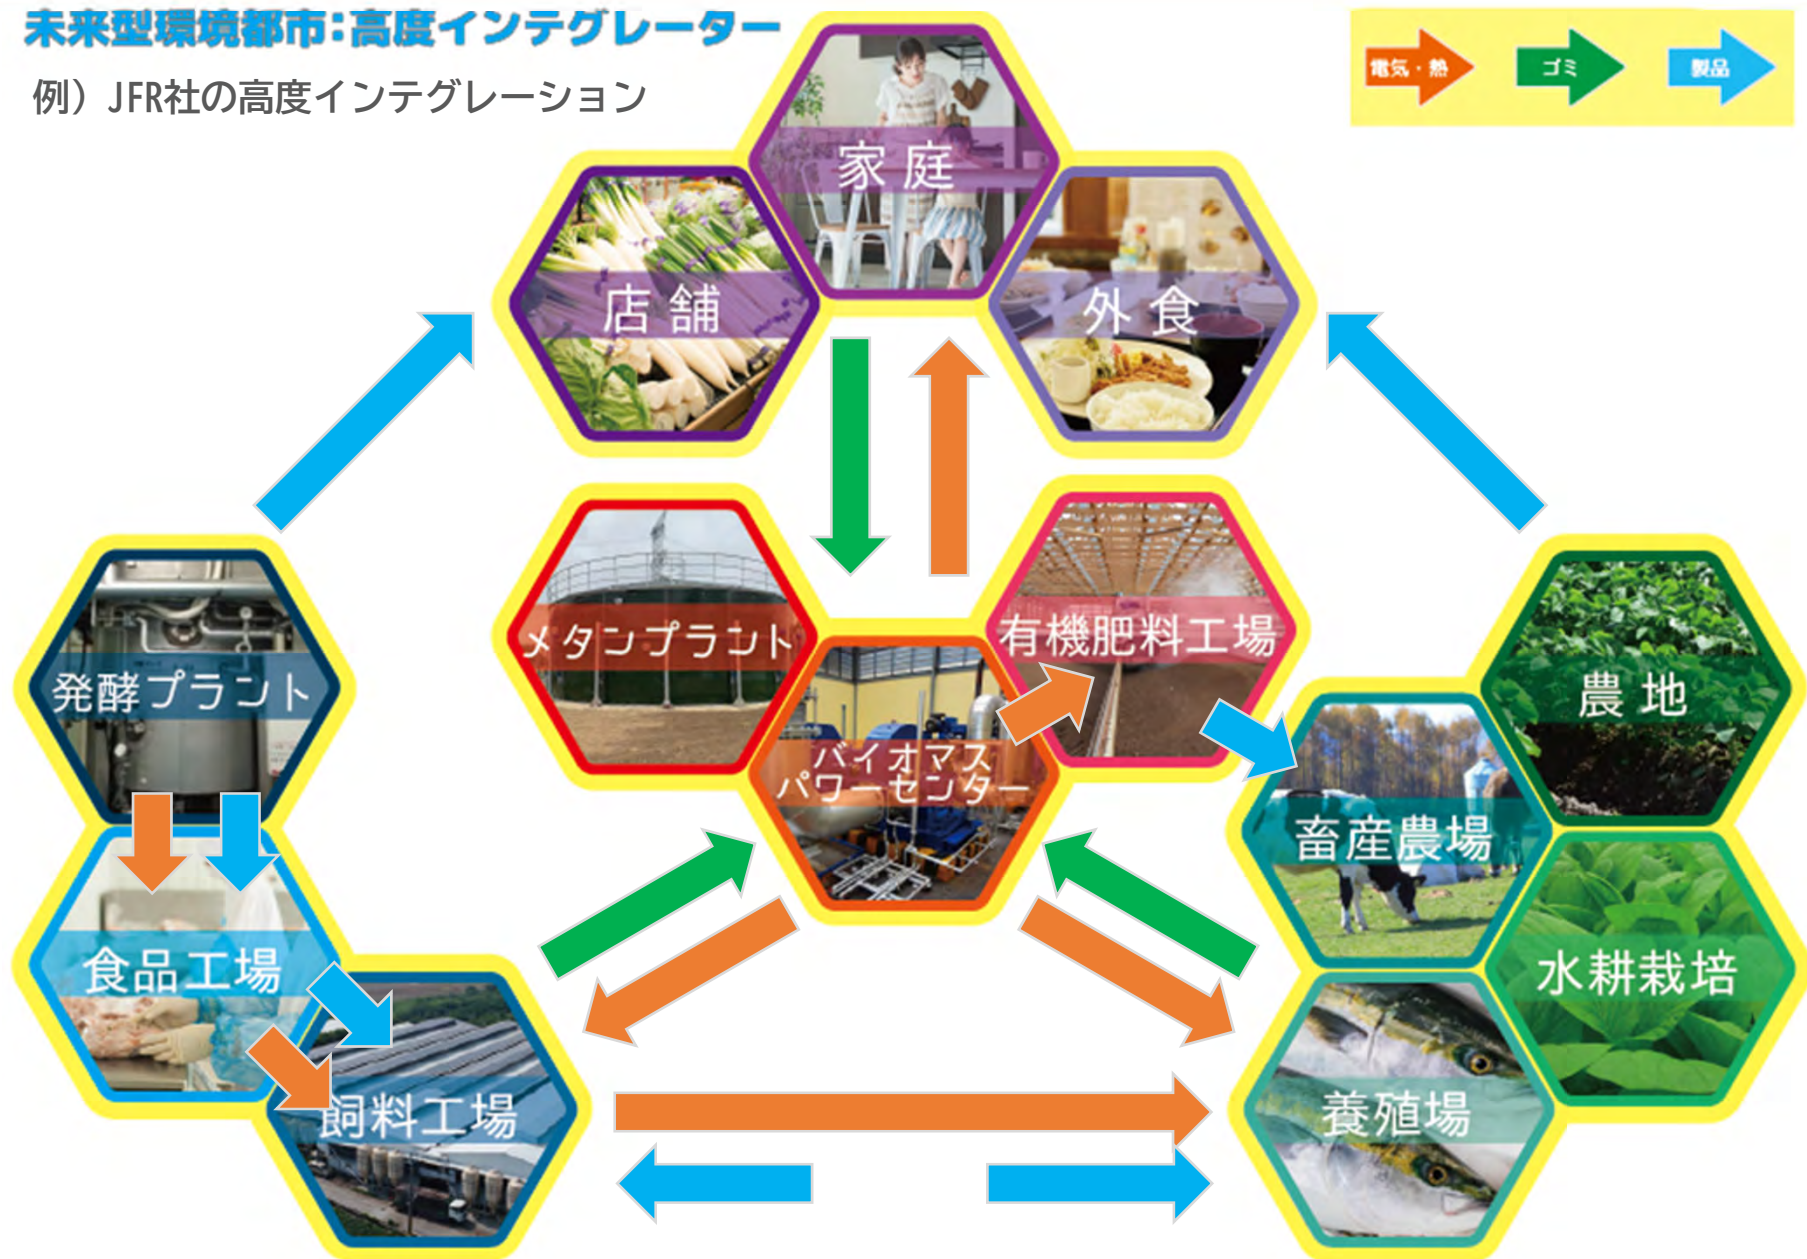 未来型環境都市：高度インテグレーター
例）JFR社の高度インテグレーション
電気・熱
ゴミ
製品
家庭
店舗
外食
メタンプラント
有機肥料工場
発酵プラント
農地
バイオマス
パワーセンター
畜産農場
食品工場
水耕栽培
飼料工場
養殖場